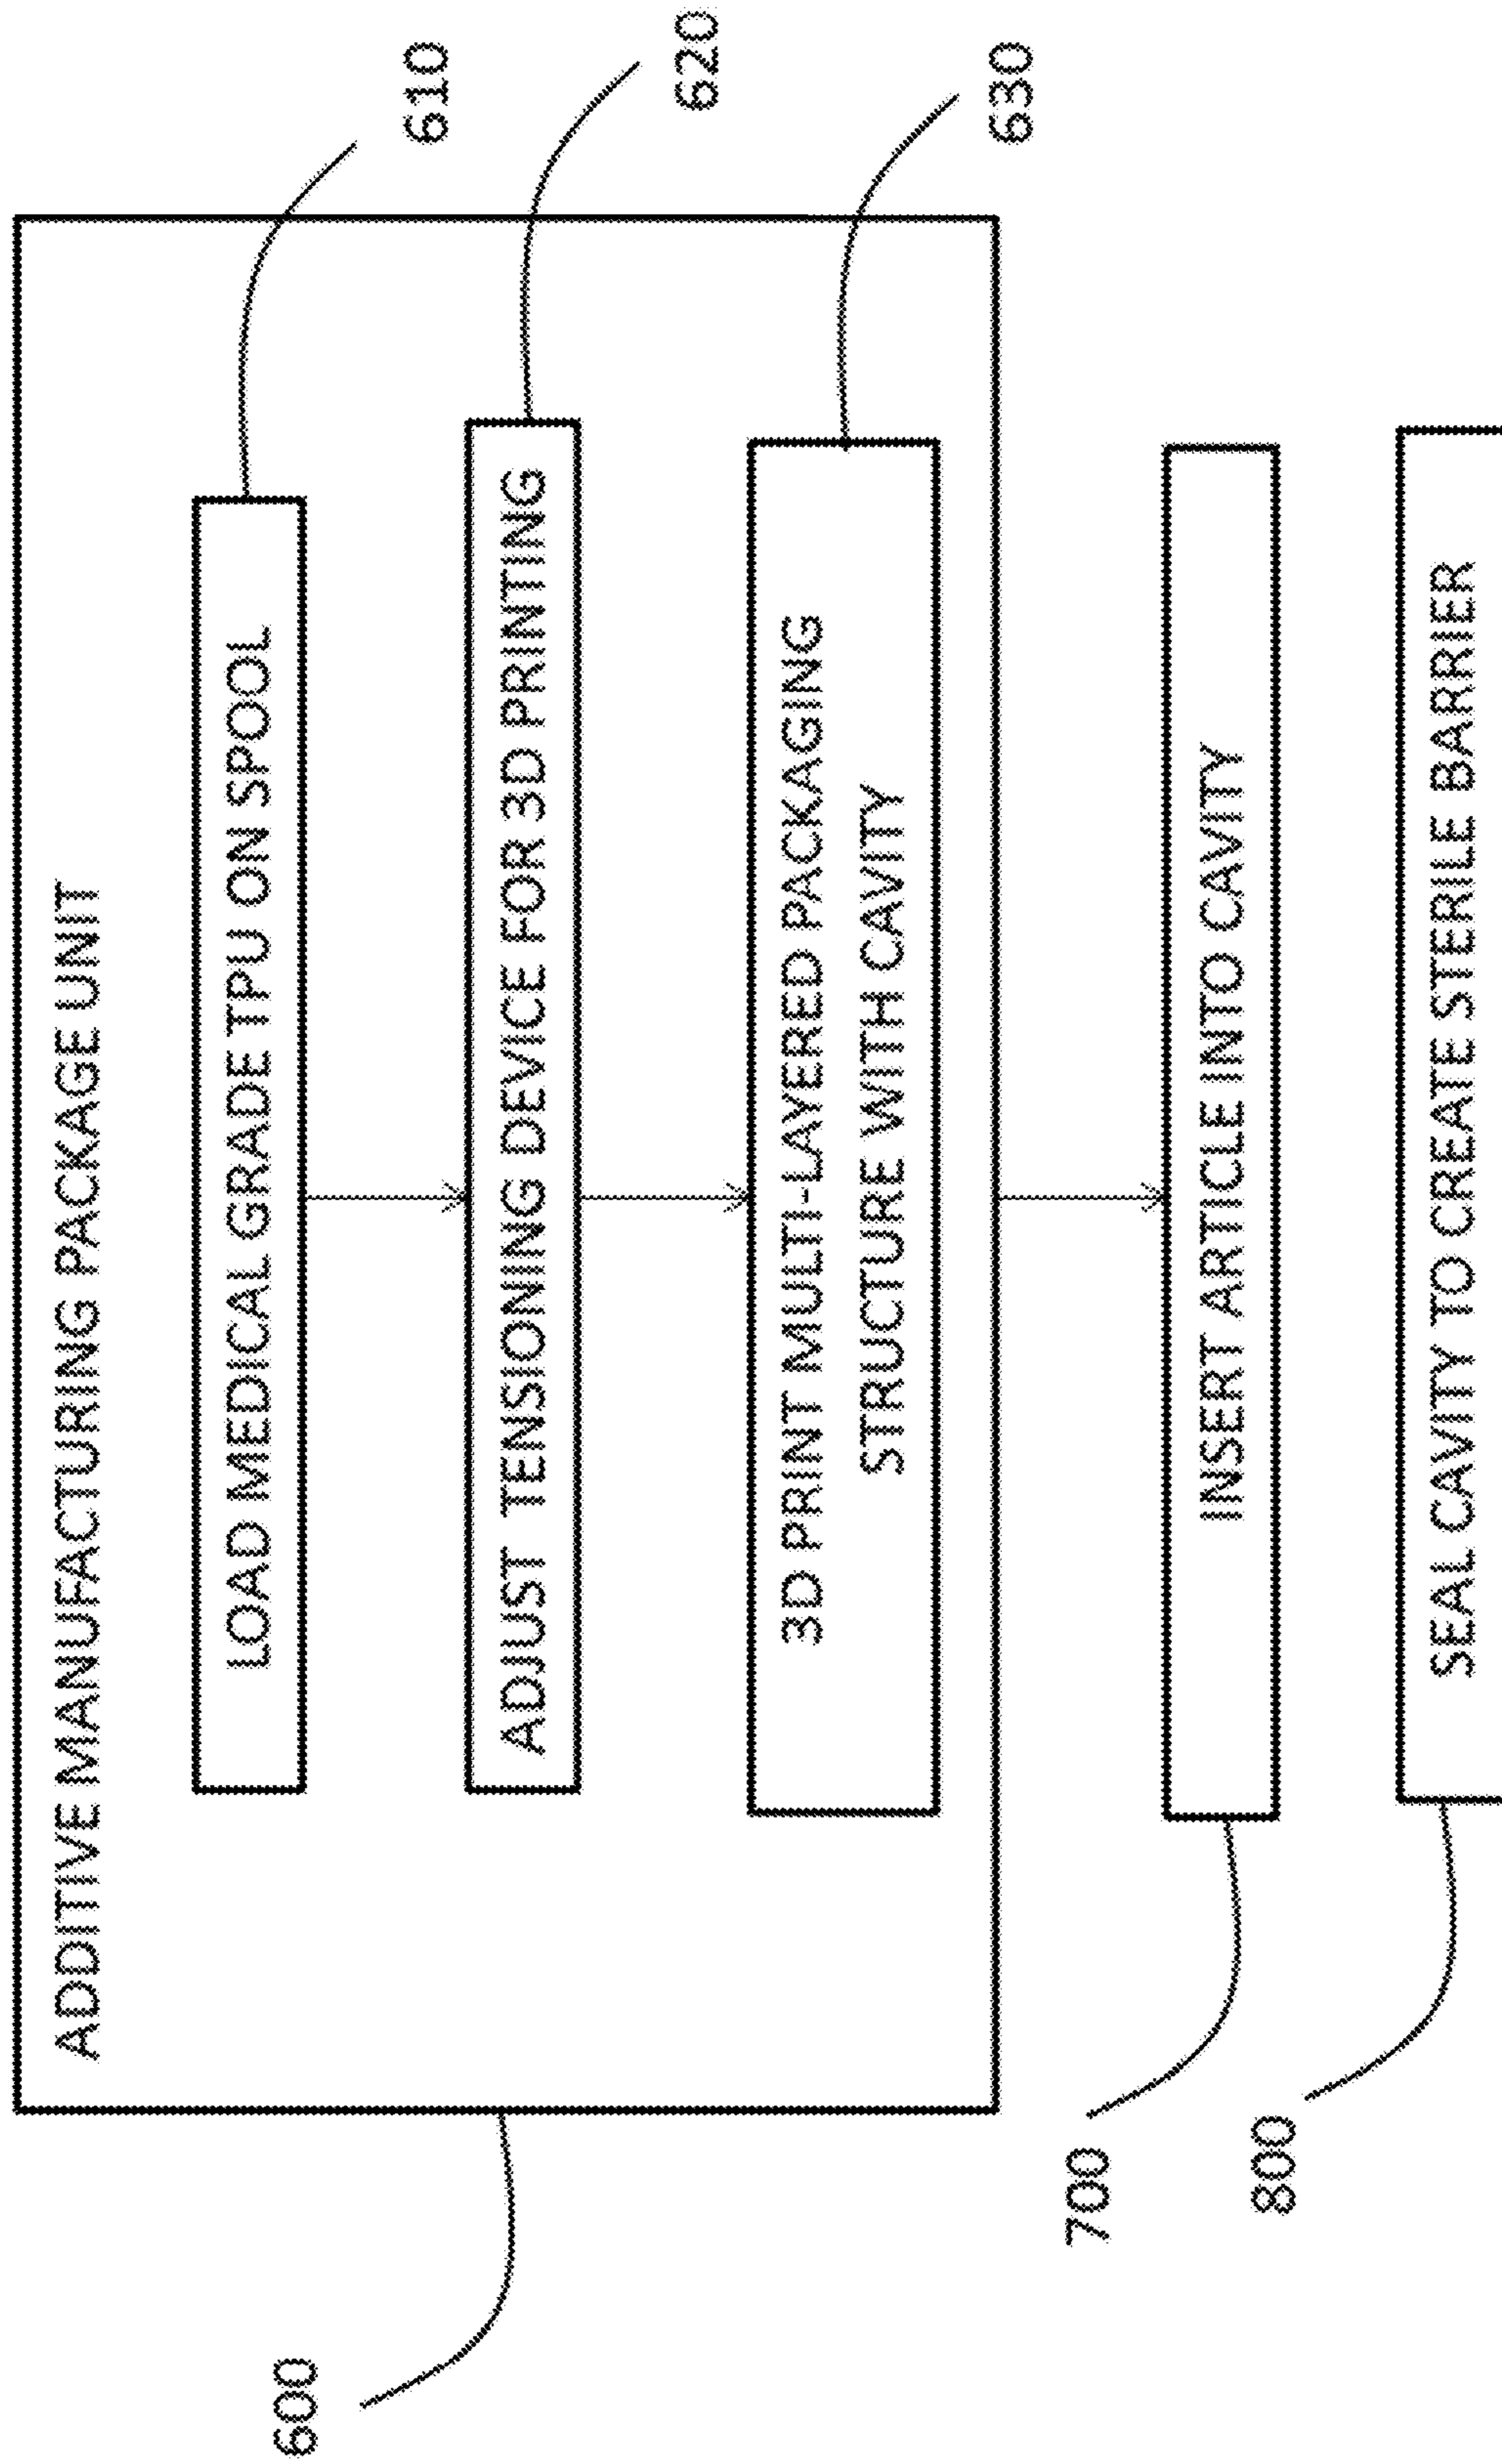 ADDITIVE MANUFACTURING PACKAGE UNIT
LOAD MEDICAL GRADE TPU ON SPOOL
610
ADJUST TENSIONING DEVICE FOR 3D PRINTING
620
600
3D PRINT MULTI-LAYERED PACKAGING
STRUCTURE WITH CAVITY
630
700
INSERT ARTICLE INTO CAVITY
800
SEAL CAVITY TO CREATE STERILE BARRIER